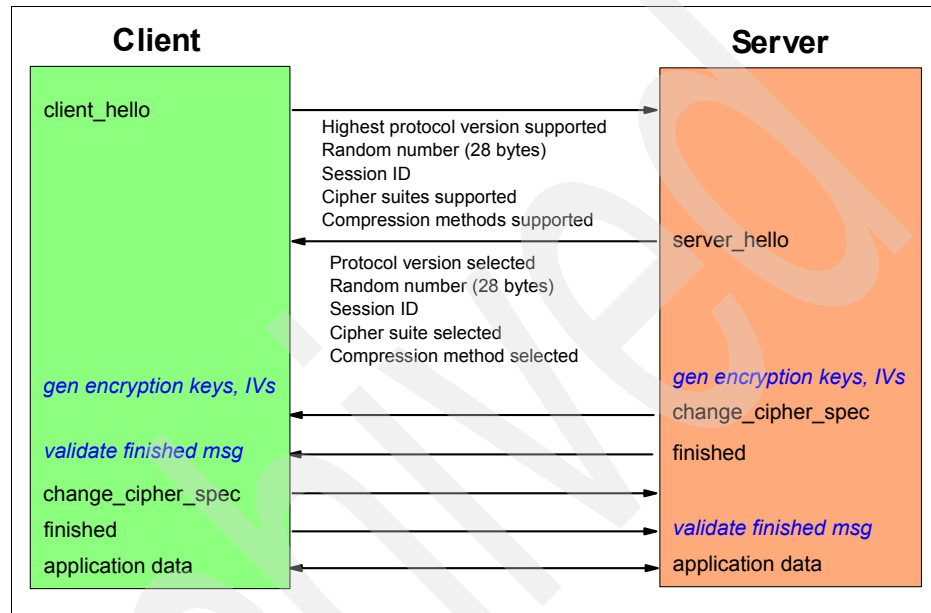 Client
Server
client_hello
Highest protocol version supported
Random number (28 bytes)
Session ID
Cipher suites supported
Compression methods supported
server_hello
Protocol version selected
Random number (28 bytes)
Session ID
Cipher suite selected
Compression method selected
gen encryption keys, IVs
gen encryption keys, IVs
change_cipher_spec
validate finished msg
finished
change_cipher_spec
finished
validate finished msg
application data
application data